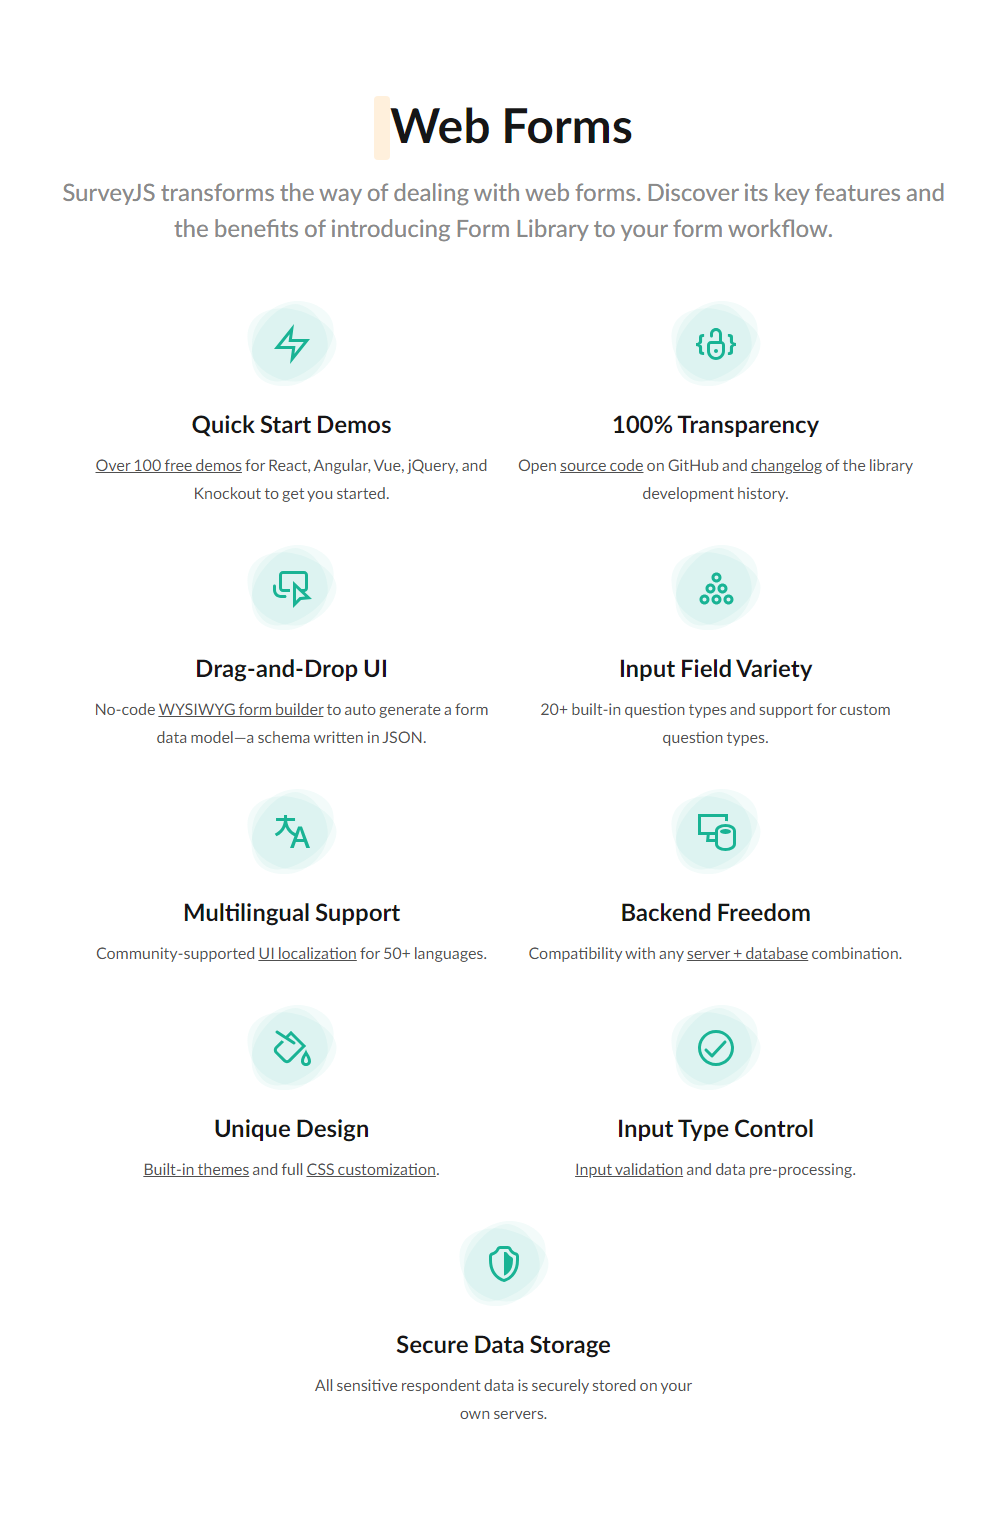 Web Forms
SurveyJS transforms the way of dealing with web forms. Discover its key features and
the benefits of introducing Form Library to your form workflow.
Quick Start Demos
Over 100 free demos for React, Angular, Vue, jQuery, and
Knockout to get you started.
100% Transparency
Open source code on GitHub and changelog of the library
development history.
Drag-and-Drop UI
No-code WYSIWYG form builder to auto generate a form
data model—a schema written in JSON.
Input Field Variety
20+ built-in question types and support for custom
question types.
Multilingual Support
Community-supported UI localization for 50+ languages.
Backend Freedom
Compatibility with any server + database combination.
Unique Design
Built-in themes and full CSS customization.
Input Type Control
Input validation and data pre-processing.
Secure Data Storage
All sensitive respondent data is securely stored on your
own servers.